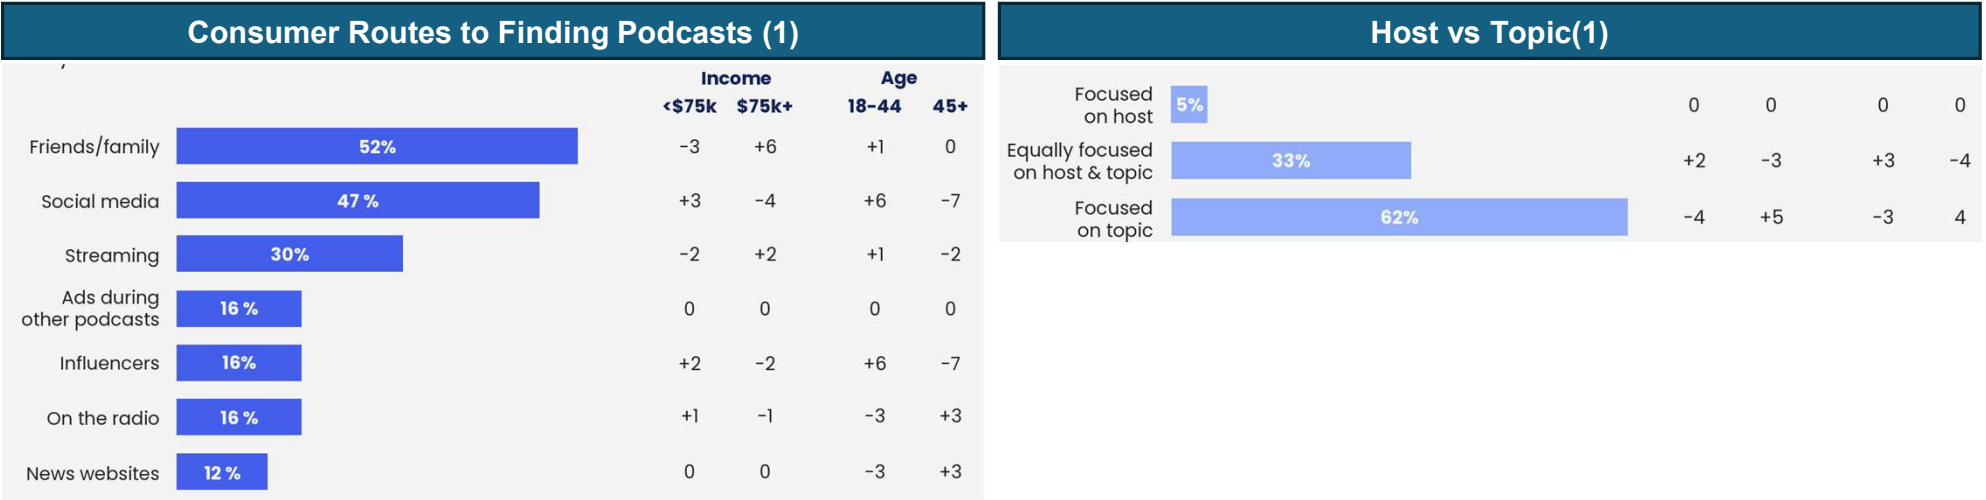 Consumer Routes to Finding Podcasts (1)
Income Age
<$75k $75k+ 18-44 45+
Friends/family 52% -3 +6 +1 0
Social media 47 % +3 -4 +6 -7
Streaming 30% -2 +2 +1 -2
Ads during
other podcasts 16 % 0 0 0 0
Influencers 16% +2 -2 +6 -7
On the radio 16 % +1 -1 -3 +3
News websites 12 % 0 0 -3 +3
Host vs Topic(1)
Focused
on host 5% 0 0 0 0
Equally focused
on host & topic 33% +2 -3 +3 -4
Focused
on topic 62% -4 +5 -3 4